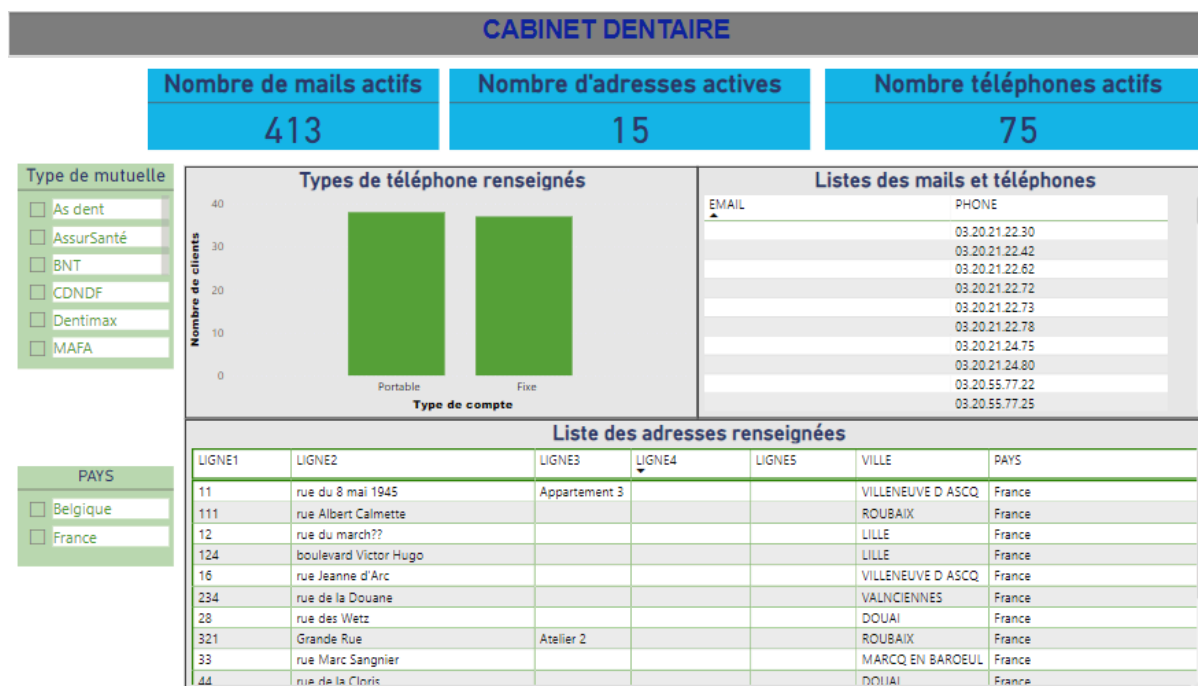 CABINET DENTAIRE
Nombre de mails actifs
413
Nombre d'adresses actives
15
Nombre téléphones actifs
75
Type de mutuelle
As dent
AssurSanté
BNT
CDNDF
Dentimax
MAFA
PAYS
Belgique
France
Types de téléphone renseignés
Nombre de clients
40
30
20
10
0
Portable Fixe
Type de compte
Listes des mails et téléphones
EMAIL PHONE
03.20.21.22.30
03.20.21.22.42
03.20.21.22.62
03.20.21.22.72
03.20.21.22.73
03.20.21.22.78
03.20.21.24.75
03.20.21.24.80
03.20.55.77.22
03.20.55.77.25
Liste des adresses renseignées
LIGNE1 LIGNE2 LIGNE3 LIGNE4 LIGNE5 VILLE PAYS
11 rue du 8 mai 1945 Appartement 3 VILLENEUVE D ASCQ France
111 rue Albert Calmette ROUBAIX France
12 rue du march?? LILLE France
124 boulevard Victor Hugo LILLE France
16 rue Jeanne d'Arc VILLENEUVE D ASCQ France
234 rue de la Douane VALNCIENNES France
28 rue des Wetz DOUAI France
321 Grande Rue Atelier 2 ROUBAIX France
33 rue Marc Sangnier MARCQ EN BAROEUL France
44 rue de la Cloris DOUAI France